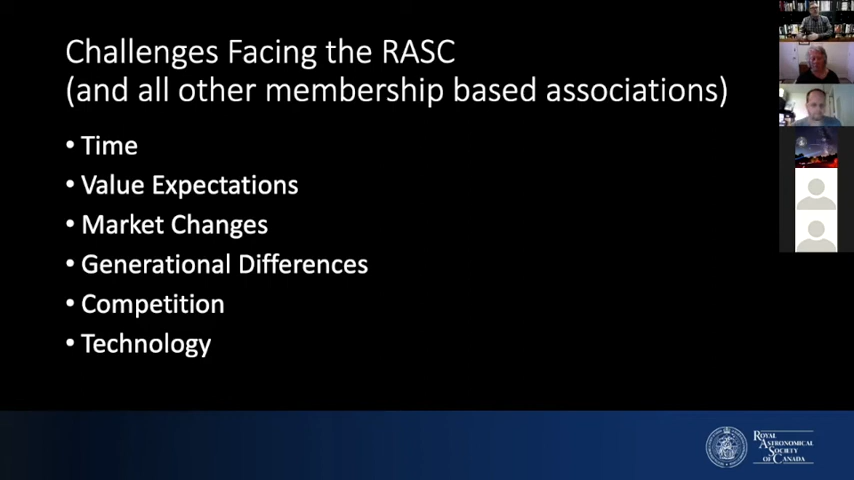 Challenges Facing the RASC
(and all other membership based associations)
• Time
• Value Expectations
• Market Changes
• Generational Differences
• Competition
• Technology
ROYAL
ASTRONOMICAL
SOCIETY
OF CANADA